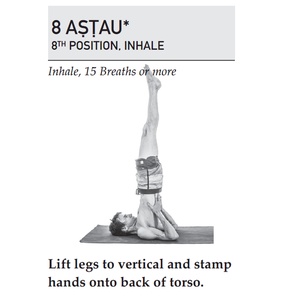 8 AṢṬAU*
8TH POSITION, INHALE
Inhale, 15 Breaths or more
Lift legs to vertical and stamp
hands onto back of torso.